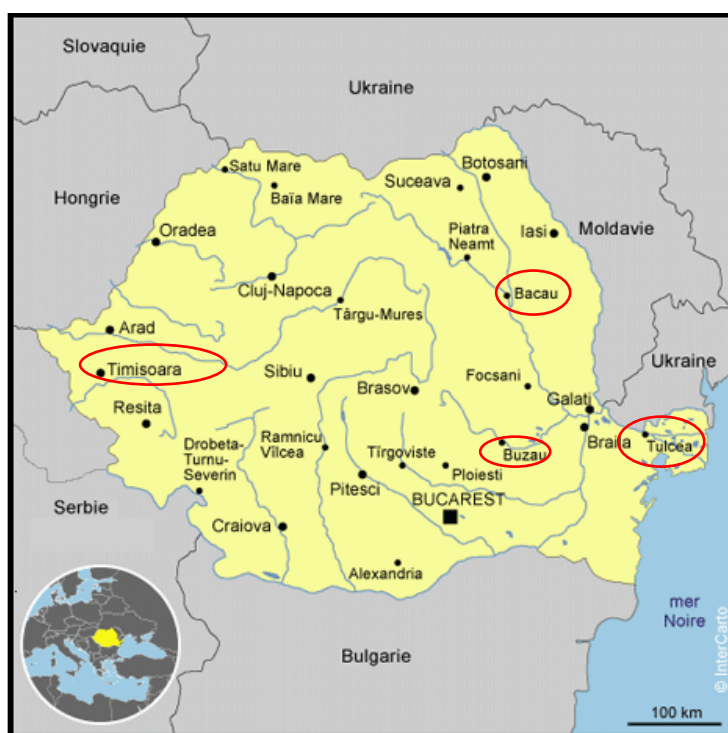 Slovaquie
Ukraine
Hongrie
Moldavie
Satu Mare
Baïa Mare
Suceava
Botosani
Oradea
Piatra
Neamt
Iasi
Cluj-Napoca
Târgu-Mures
Bacau
Arad
Timisoara
Sibiu
Brasov
Focsani
Galati
Ukraine
Resita
Drobeta-
Turnu-
Severin
Ramnicu
Vîlcea
Tîrgoviste
Ploiesti
Buzau
Braila
Tulcea
Pitesci
BUCAREST
Serbie
Craiova
Alexandria
mer
Noire
Bulgarie
100 km
© InterCarto